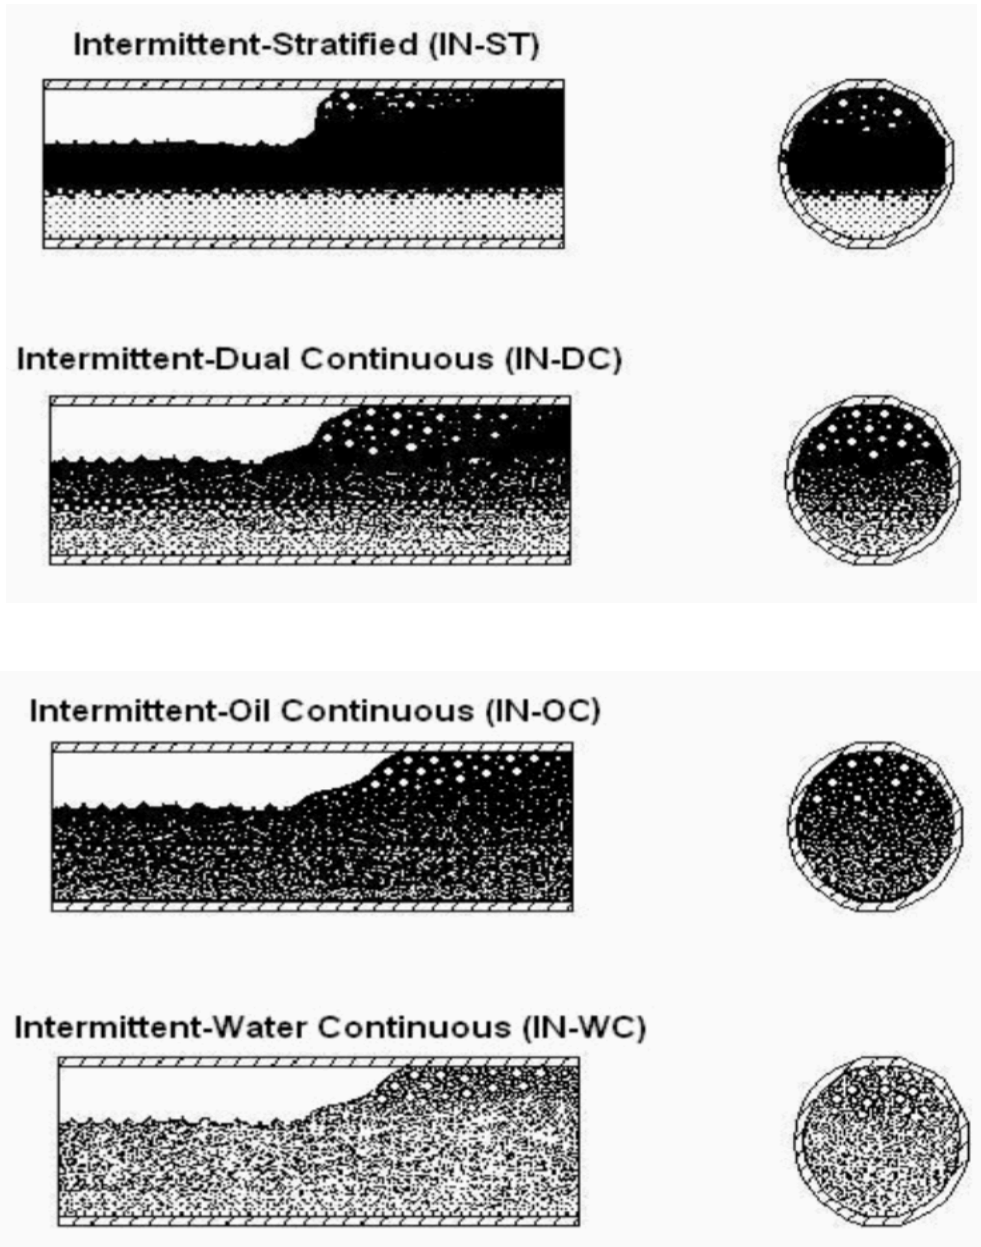 Intermittent-Stratified (IN-ST)
Intermittent-Dual Continuous (IN-DC)
Intermittent-Oil Continuous (IN-OC)
Intermittent-Water Continuous (IN-WC)